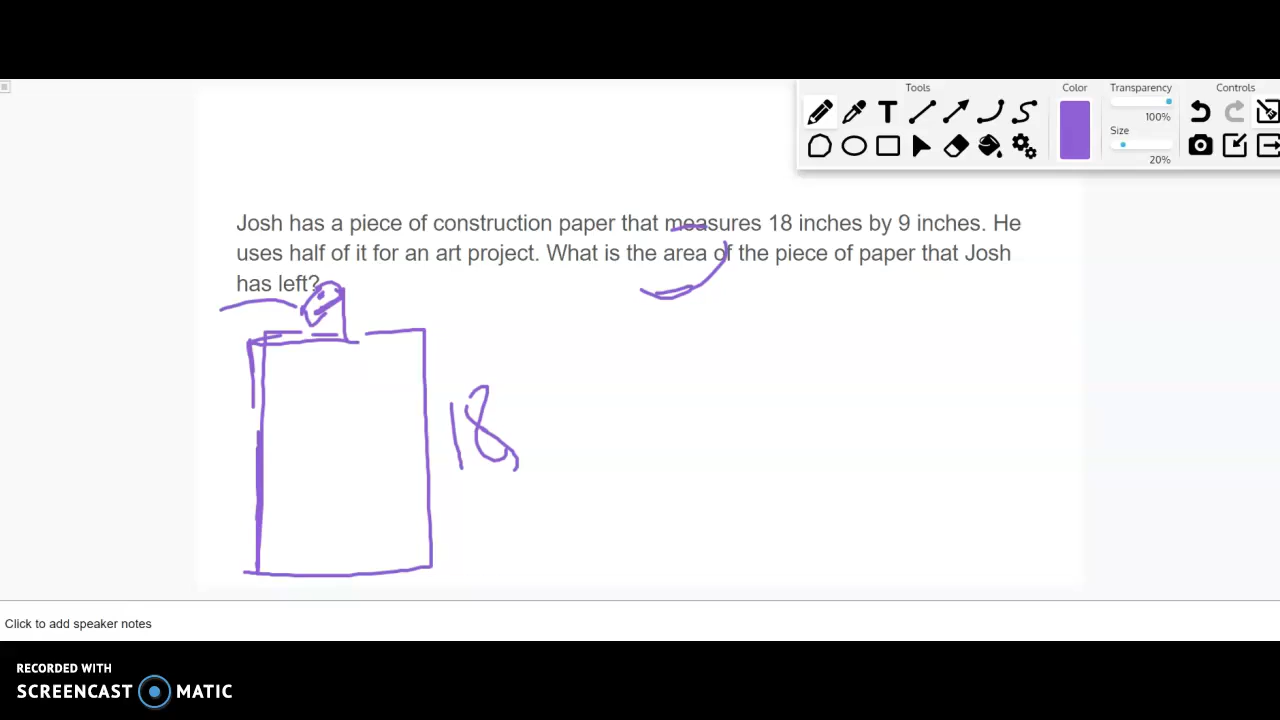 Tools
Color
Transparency
Controls
100%
Size
20%
Josh has a piece of construction paper that measures 18 inches by 9 inches. He
uses half of it for an art project. What is the area of the piece of paper that Josh
has left?
18
Click to add speaker notes
RECORDED WITH
SCREENCAST MATIC